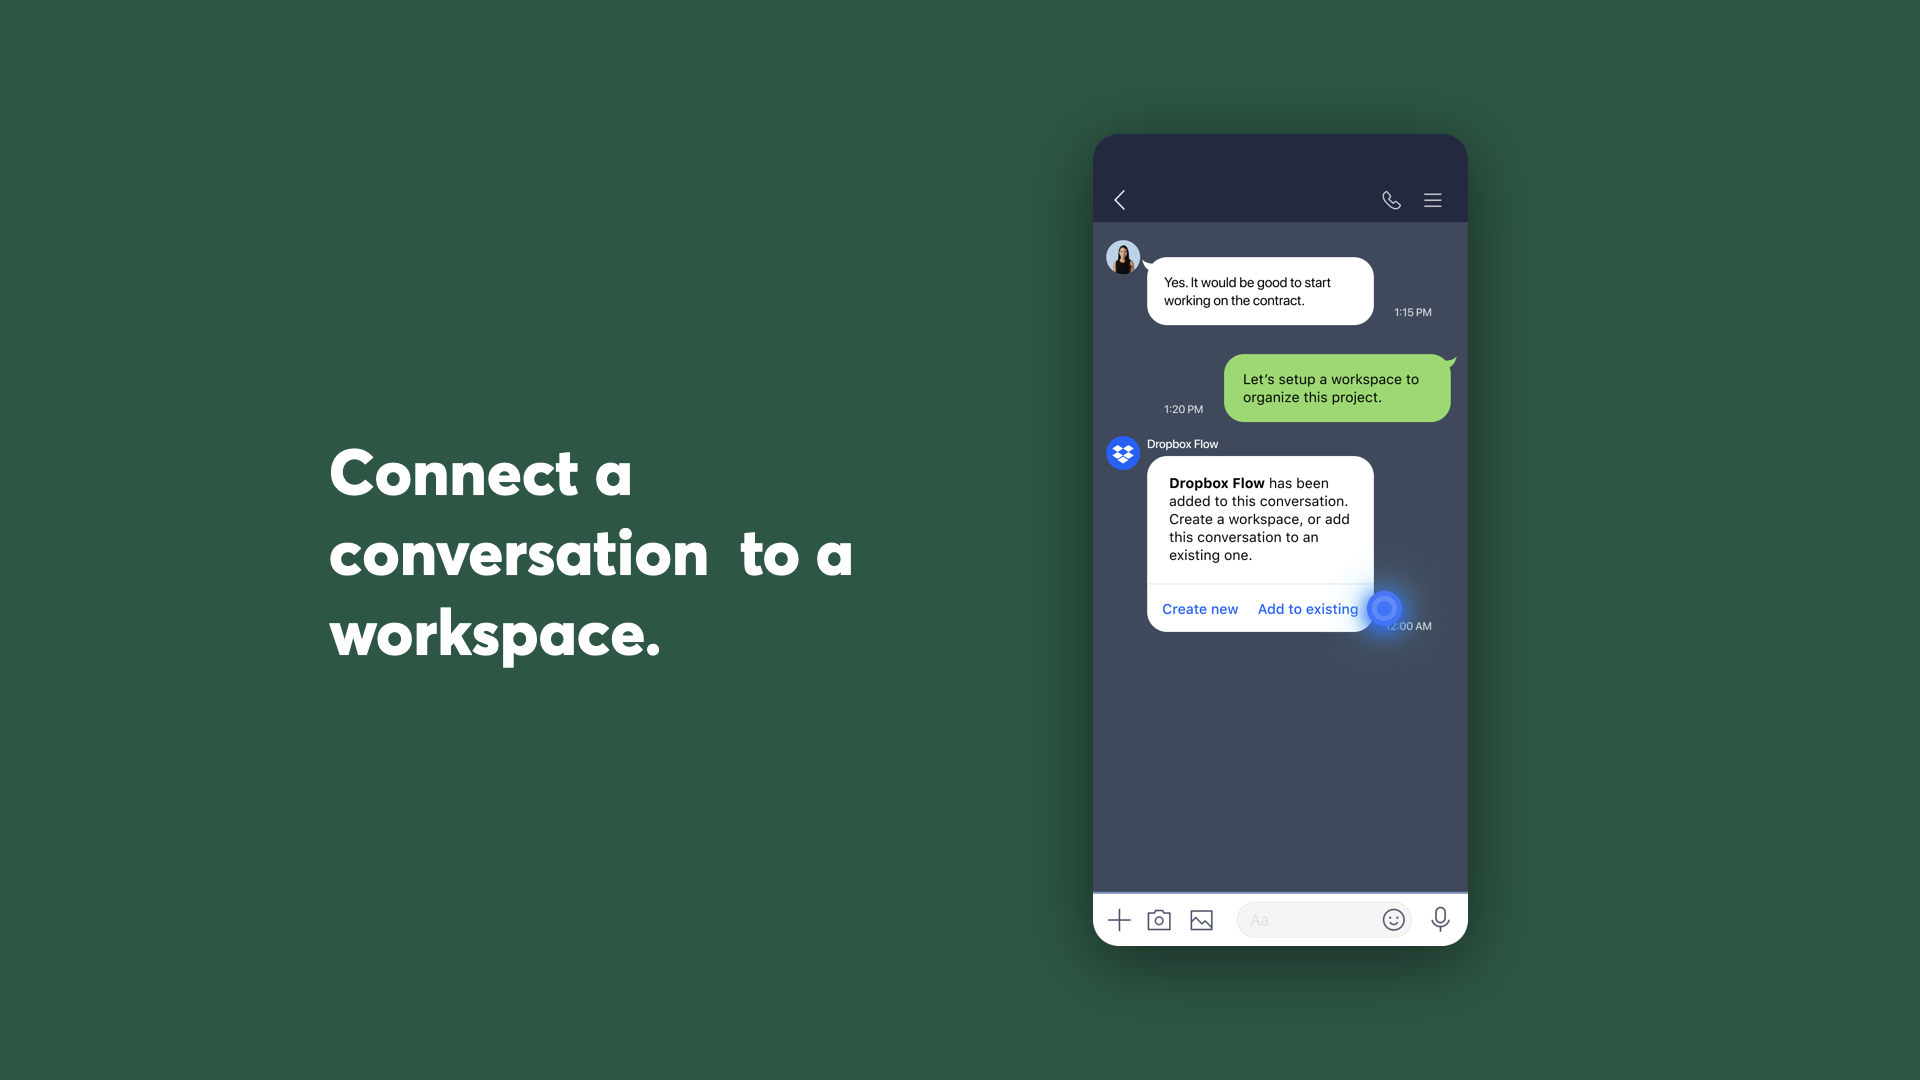 Connect a
conversation to a
workspace.
Yes. It would be good to start
working on the contract.
1:15 PM
Let’s setup a workspace to
organize this project.
1:20 PM
Dropbox Flow
Dropbox Flow has been
added to this conversation.
Create a workspace, or add
this conversation to an
existing one.
Create new Add to existing
12:00 AM
Aa